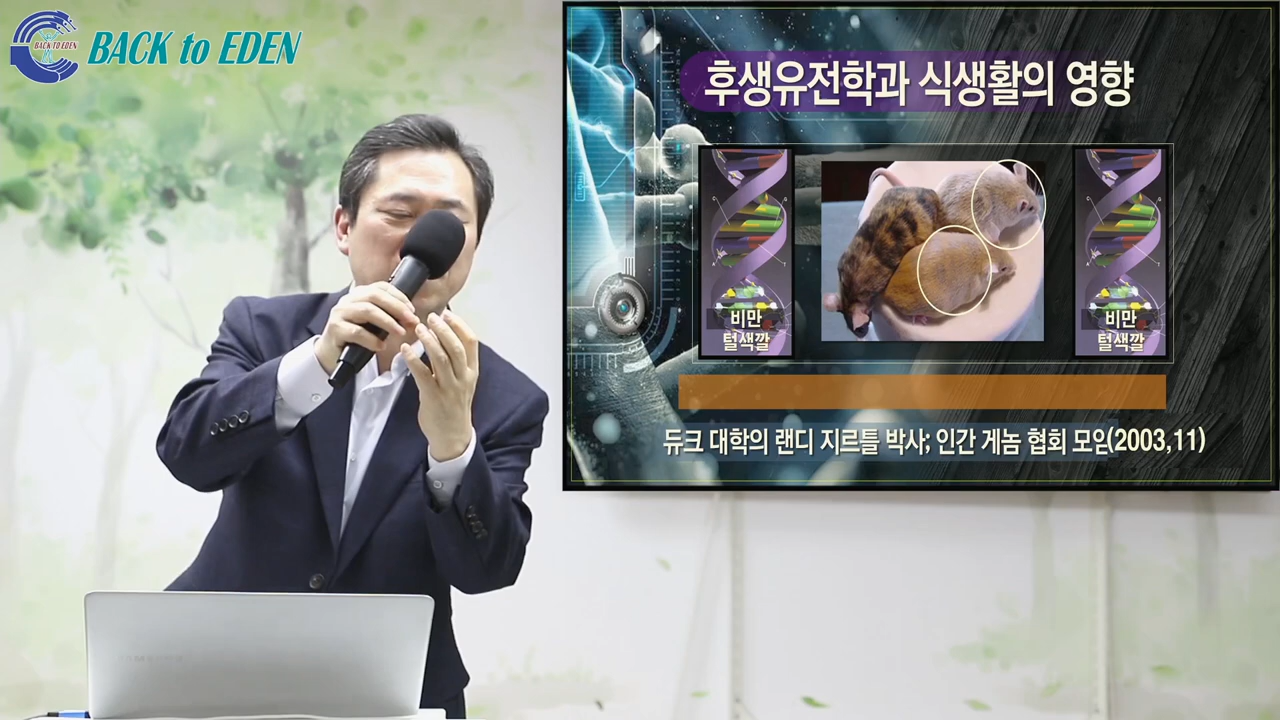 BACK TO EDEN
BACK to EDEN
후생유전학과 식생활의 영향
비만
털색깔
비만
털색깔
듀크 대학의 랜디 지르틀 박사; 인간 게놈 협회 모임(2003,11)